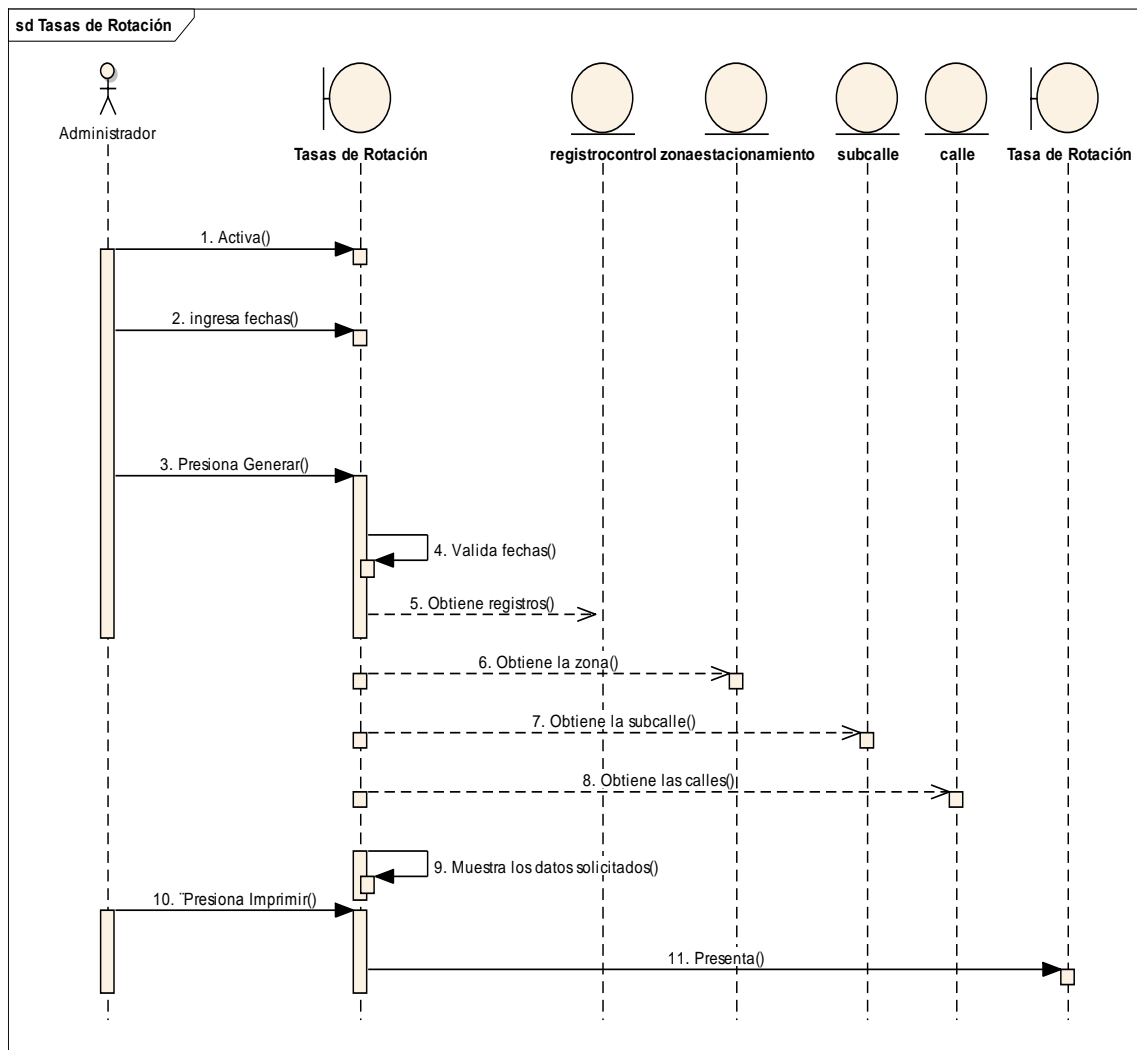 sd Tasas de Rotación
Administrador
Tasas de Rotación
registrocontrol
zonaestacionamiento
subcalle
calle
Tasa de Rotación
1. Activa()
2. ingresa fechas()
3. Presiona Generar()
4. Valida fechas()
5. Obtiene registros()
6. Obtiene la zona()
7. Obtiene la subcalle()
8. Obtiene las calles()
9. Muestra los datos solicitados()
10. ¨Presiona Imprimir()
11. Presenta()